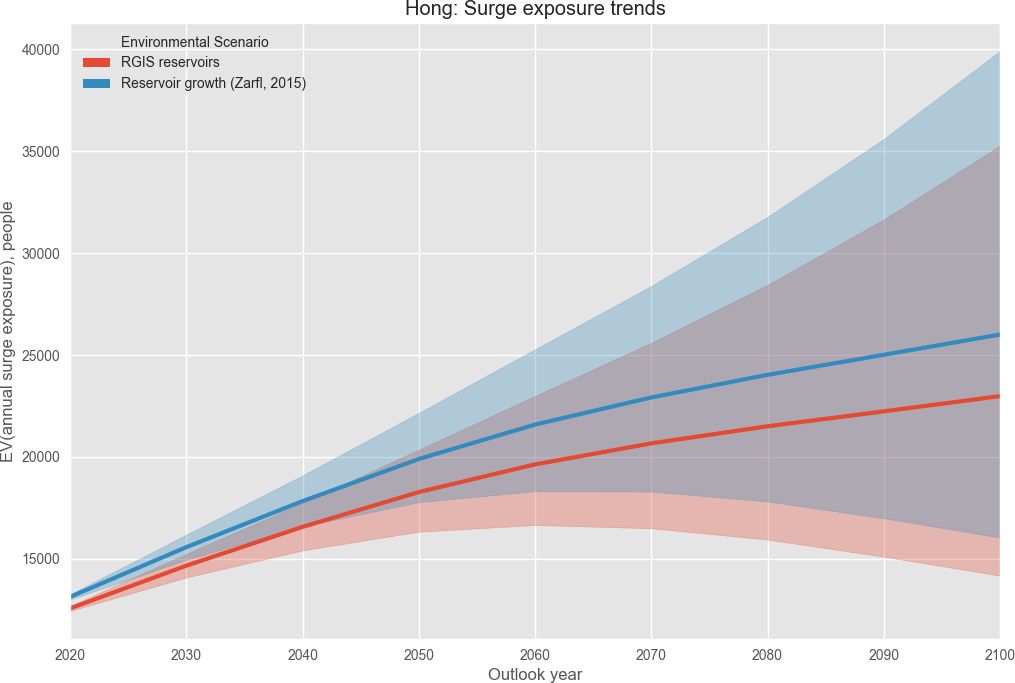 Hong: Surge exposure trends
Environmental Scenario
RGIS reservoirs
Reservoir growth (Zarfl, 2015)
EV(annual surge exposure), people
40000
35000
30000
25000
20000
15000
2020 2030 2040 2050 2060 2070 2080 2090 2100
Outlook year